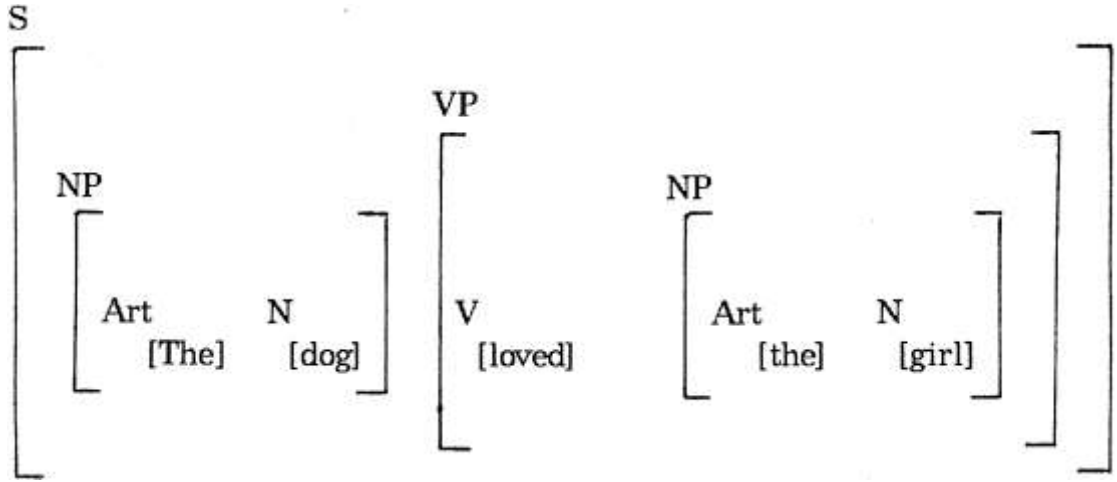 S
VP
NP NP
Art N V Art N
[The] [dog] [loved] [the] [girl]